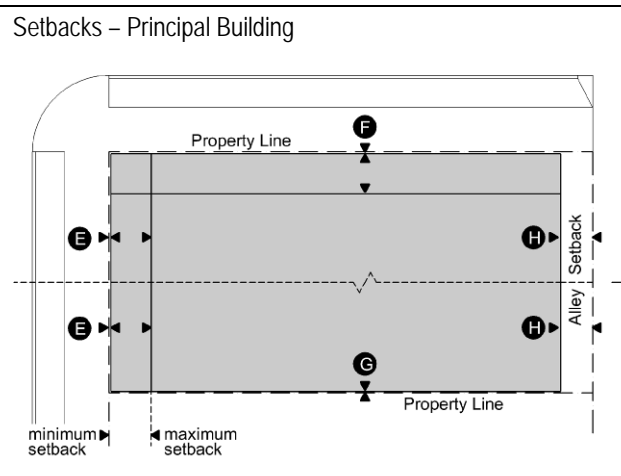 Setbacks – Principal Building
F
Property Line
E
H
Alley Setback
E
H
G
Property Line
minimum
setback
maximum
setback